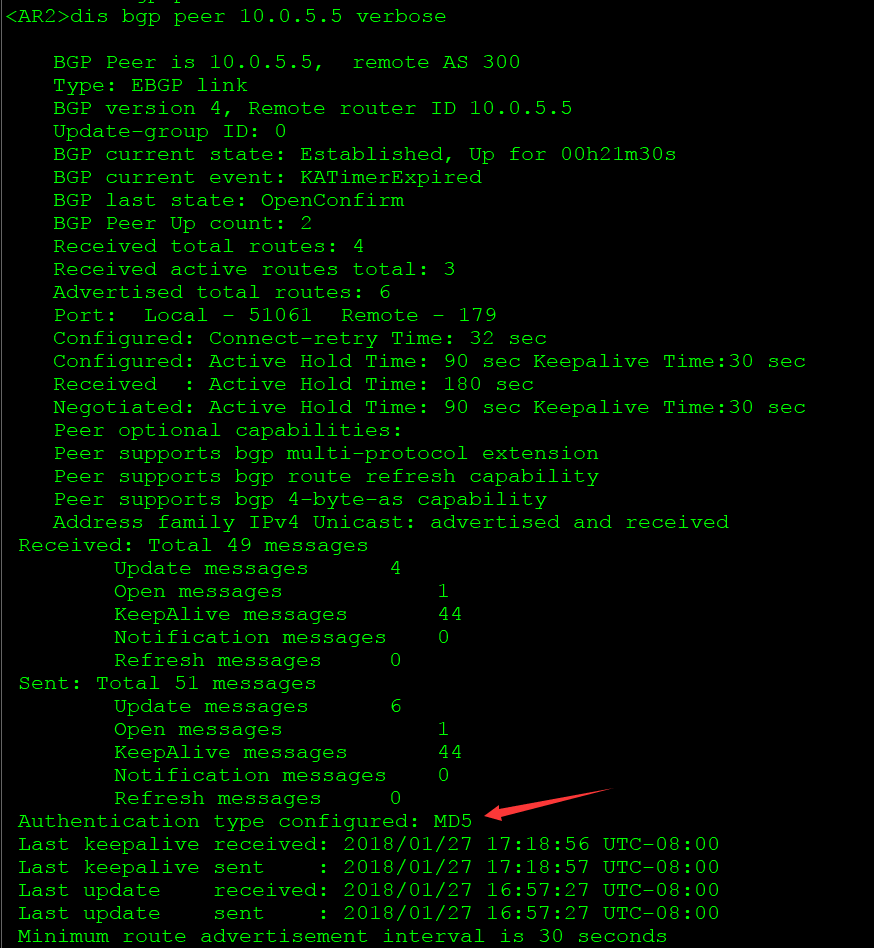 <AR2>dis bgp peer 10.0.5.5 verbose
BGP Peer is 10.0.5.5,  remote AS 300
Type: EBGP link
BGP version 4, Remote router ID 10.0.5.5
Update-group ID: 0
BGP current state: Established, Up for 00h21m30s
BGP current event: KATimerExpired
BGP last state: OpenConfirm
BGP Peer Up count: 2
Received total routes: 4
Received active routes total: 3
Advertised total routes: 6
Port:  Local - 51061  Remote - 179
Configured: Connect-retry Time: 32 sec
Configured: Active Hold Time: 90 sec Keepalive Time:30 sec
Received  : Active Hold Time: 180 sec
Negotiated: Active Hold Time: 90 sec Keepalive Time:30 sec
Peer optional capabilities:
Peer supports bgp multi-protocol extension
Peer supports bgp route refresh capability
Peer supports bgp 4-byte-as capability
Address family IPv4 Unicast: advertised and received
Received: Total 49 messages
Update messages 4
Open messages 1
KeepAlive messages 44
Notification messages 0
Refresh messages 0
Sent: Total 51 messages
Update messages 6
Open messages 1
KeepAlive messages 44
Notification messages 0
Refresh messages 0
Authentication type configured: MD5
Last keepalive received: 2018/01/27 17:18:56 UTC-08:00
Last keepalive sent    : 2018/01/27 17:18:57 UTC-08:00
Last update    received: 2018/01/27 16:57:27 UTC-08:00
Last update    sent    : 2018/01/27 16:57:27 UTC-08:00
Minimum route advertisement interval is 30 seconds